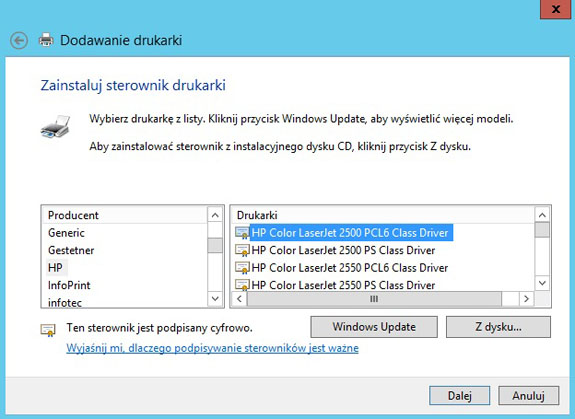 Dodawanie drukarki
Zainstaluj sterownik drukarki
Wybierz drukarkę z listy. Kliknij przycisk Windows Update, aby wyświetlić więcej modeli.
Aby zainstalować sterownik z instalacyjnego dysku CD, kliknij przycisk Z dysku.
Producent
Generic
Gestetner
HP
InfoPrint
infotec
Drukarki
HP Color LaserJet 2500 PCL6 Class Driver
HP Color LaserJet 2500 PS Class Driver
HP Color LaserJet 2550 PCL6 Class Driver
HP Color LaserJet 2550 PS Class Driver
Ten sterownik jest podpisany cyfrowo.
Wyjaśnij mi, dlaczego podpisywanie sterowników jest ważne
Windows Update
Z dysku...
Dalej
Anuluj